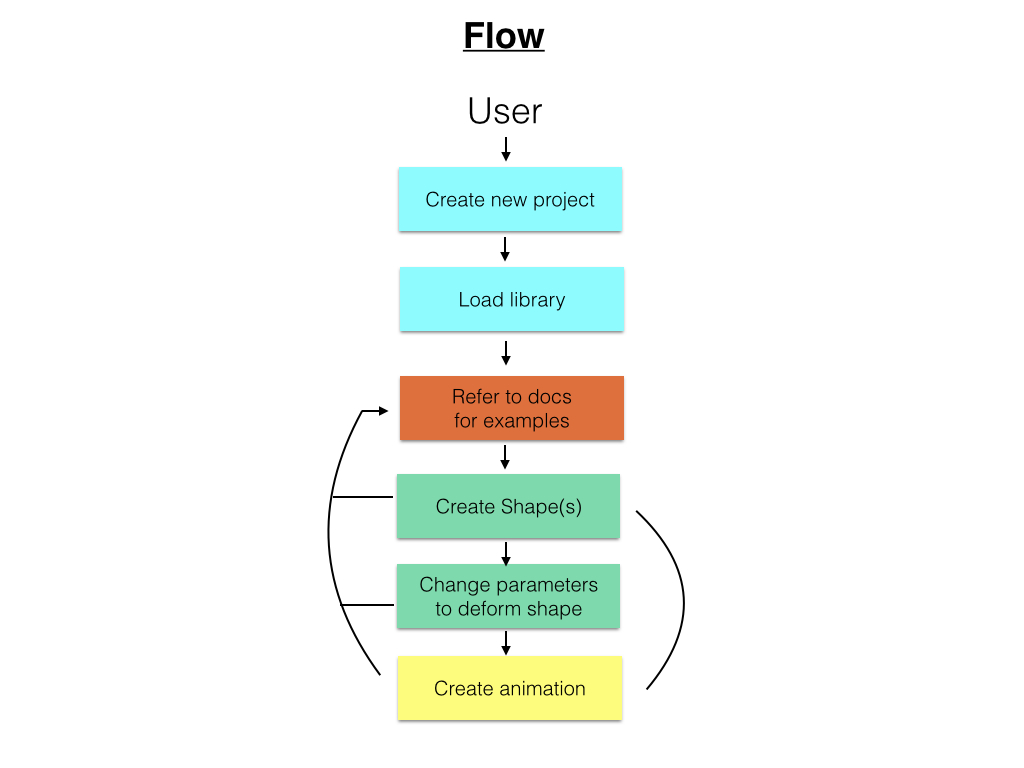 Flow
User
Create new project
Load library
Refer to docs
for examples
Create Shape(s)
Change parameters
to deform shape
Create animation